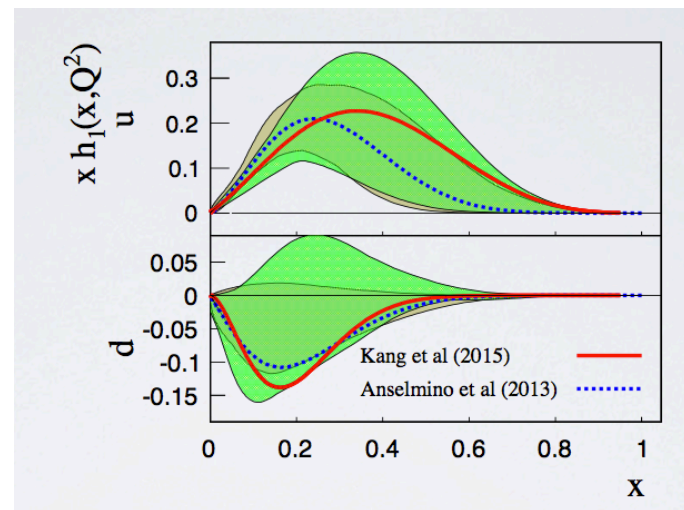 x h₁(x,Q²)
u
0.3
0.2
0.1
0
d
0.05
0
-0.05
-0.1
-0.15
Kang et al (2015)
Anselmino et al (2013)
0 0.2 0.4 0.6 0.8 1
x